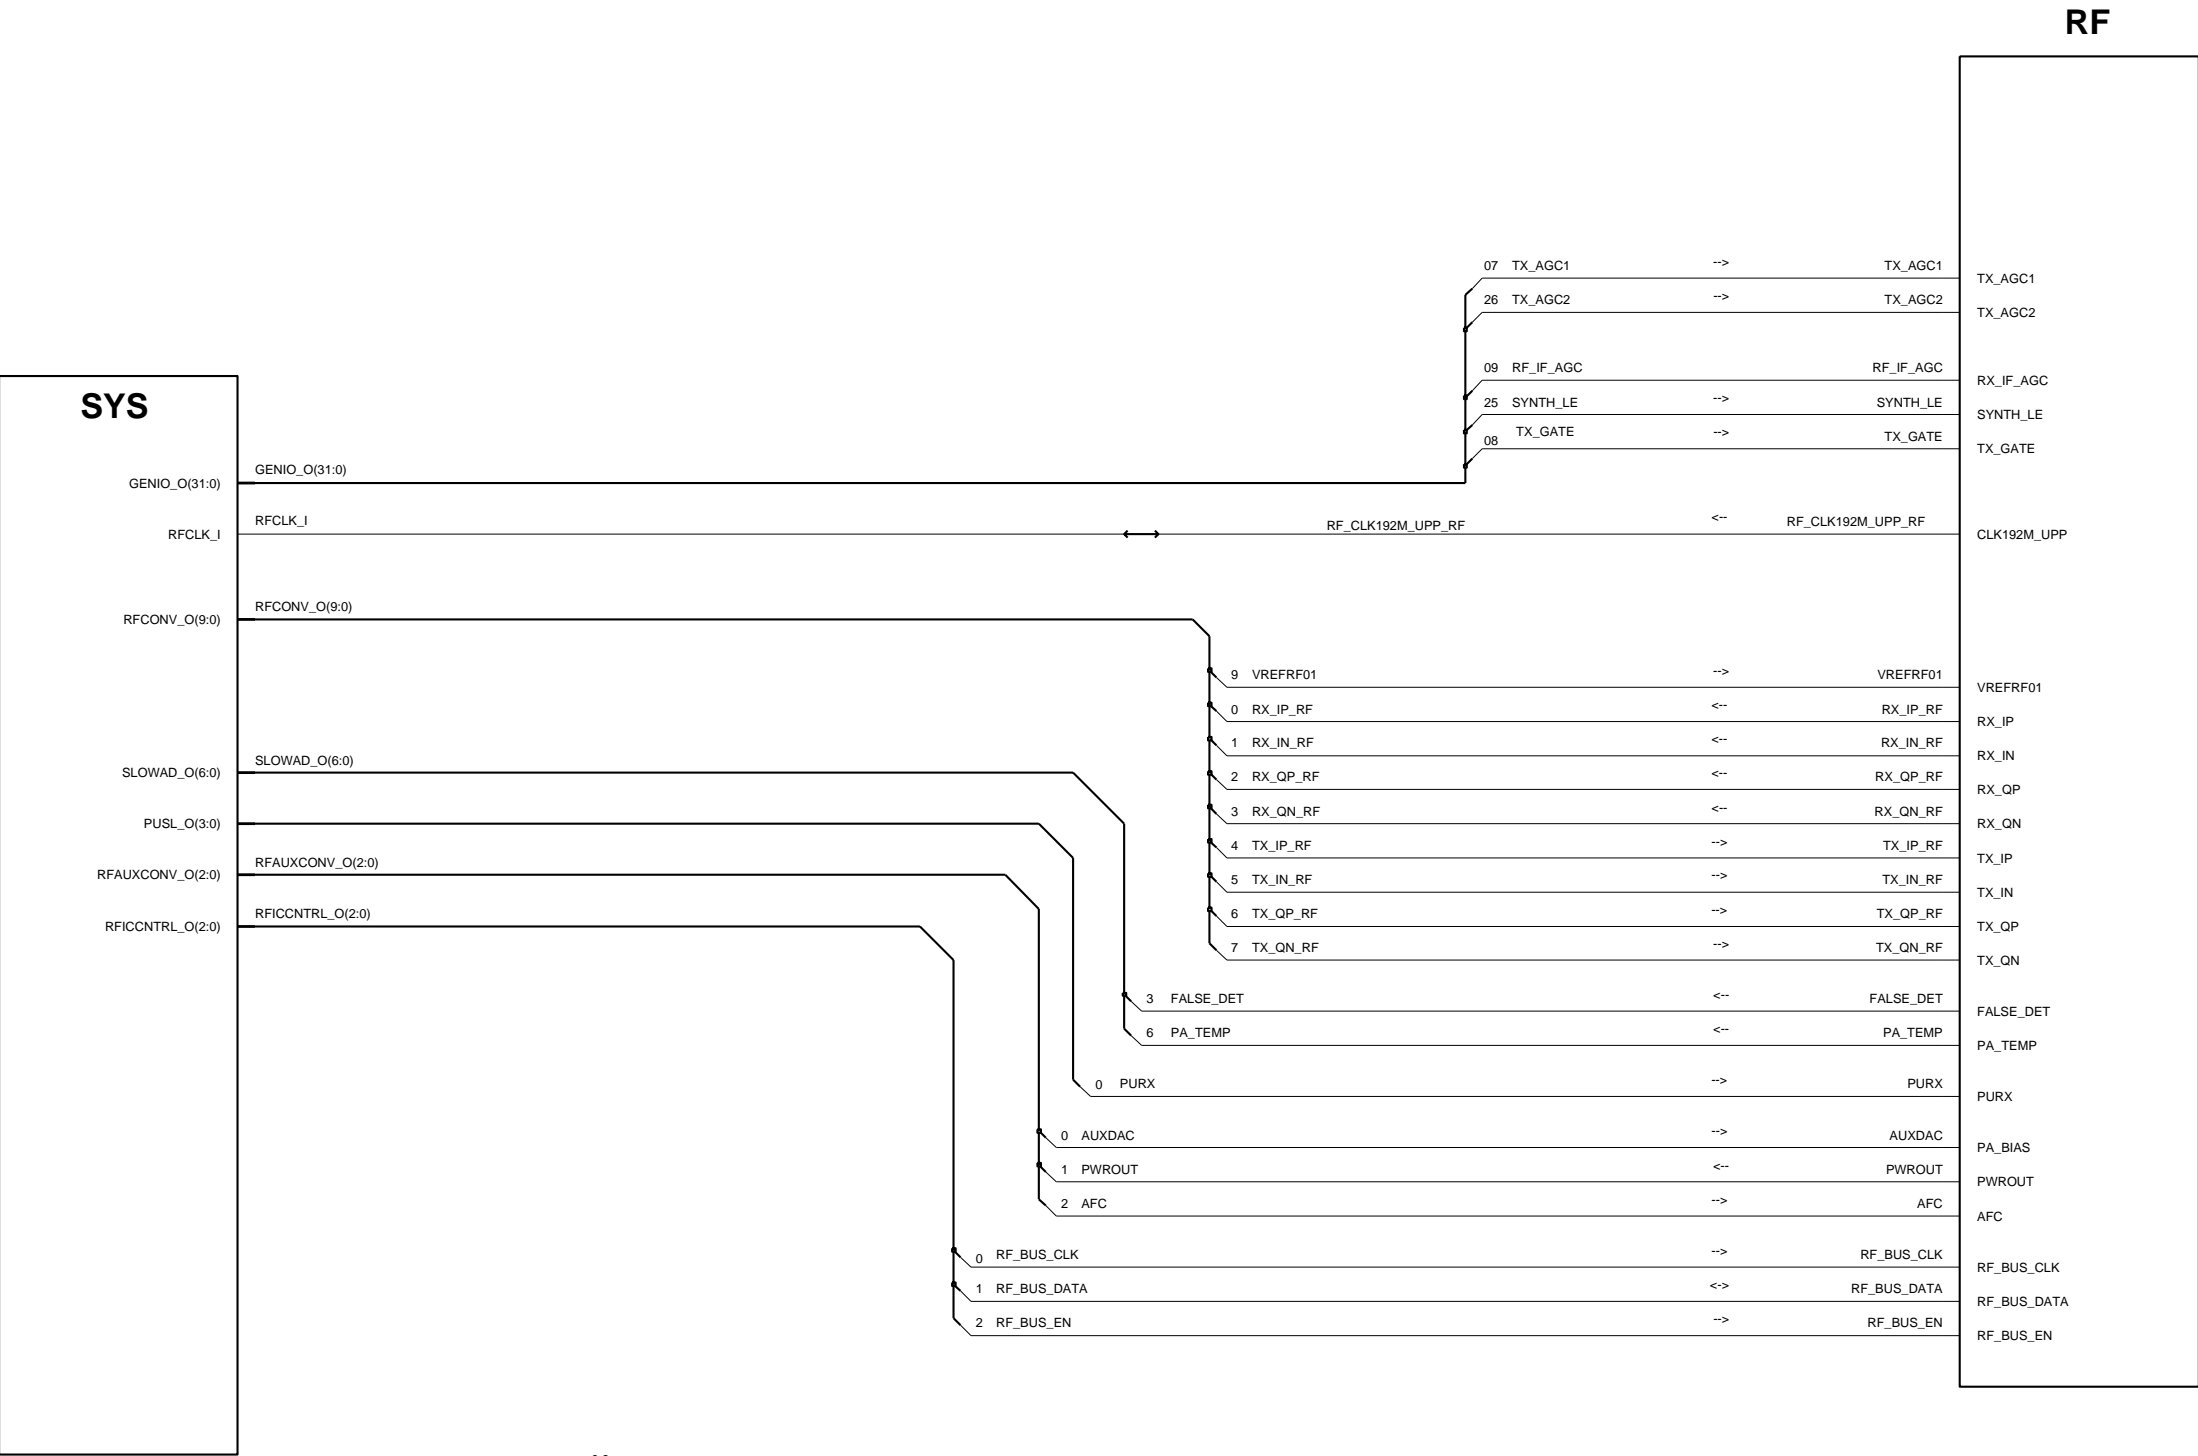 RF
07 TX_AGC1 --> TX_AGC1
TX_AGC1
26 TX_AGC2 --> TX_AGC2
TX_AGC2
09 RF_IF_AGC RF_IF_AGC
RX_IF_AGC
SYS
25 SYNTH_LE --> SYNTH_LE
SYNTH_LE
08 TX_GATE --> TX_GATE
TX_GATE
GENIO_O(31:0)
GENIO_O(31:0)
RFCLK_I
RFCLK_I
RF_CLK192M_UPP_RF <-- RF_CLK192M_UPP_RF
CLK192M_UPP
RFCONV_O(9:0)
RFCONV_O(9:0)
9 VREFRF01 --> VREFRF01
VREFRF01
0 RX_IP_RF <-- RX_IP_RF
RX_IP
1 RX_IN_RF <-- RX_IN_RF
RX_IN
SLOWAD_O(6:0)
SLOWAD_O(6:0)
2 RX_QP_RF <-- RX_QP_RF
RX_QP
3 RX_QN_RF <-- RX_QN_RF
RX_QN
PUSL_O(3:0)
4 TX_IP_RF --> TX_IP_RF
TX_IP
RFAUXCONV_O(2:0)
RFAUXCONV_O(2:0)
5 TX_IN_RF --> TX_IN_RF
TX_IN
RFICCNTRL_O(2:0)
RFICCNTRL_O(2:0)
6 TX_QP_RF --> TX_QP_RF
TX_QP
7 TX_QN_RF --> TX_QN_RF
TX_QN
3 FALSE_DET <-- FALSE_DET
FALSE_DET
6 PA_TEMP <-- PA_TEMP
PA_TEMP
0 PURX --> PURX
PURX
0 AUXDAC --> AUXDAC
PA_BIAS
1 PWROUT <-- PWROUT
PWROUT
2 AFC --> AFC
AFC
0 RF_BUS_CLK --> RF_BUS_CLK
RF_BUS_CLK
1 RF_BUS_DATA <-> RF_BUS_DATA
RF_BUS_DATA
2 RF_BUS_EN --> RF_BUS_EN
RF_BUS_EN